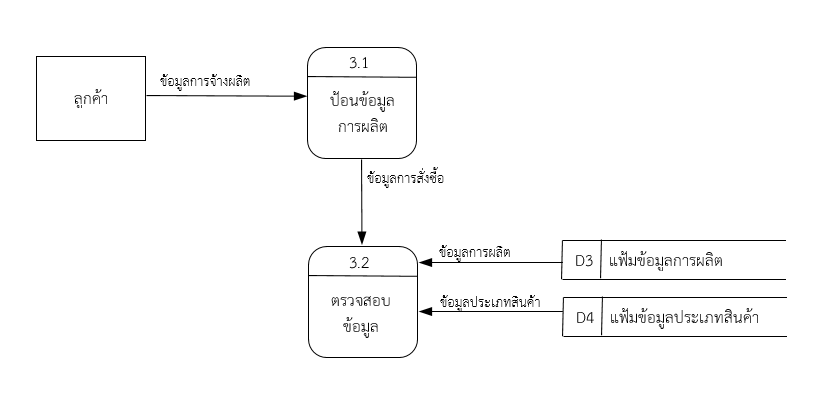 ลูกค้า
ข้อมูลการจ้างผลิต
3.1
ป้อนข้อมูล
การผลิต
ข้อมูลการสั่งซื้อ
3.2
ตรวจสอบ
ข้อมูล
ข้อมูลการผลิต
D3 แฟ้มข้อมูลการผลิต
ข้อมูลประเภทสินค้า
D4 แฟ้มข้อมูลประเภทสินค้า